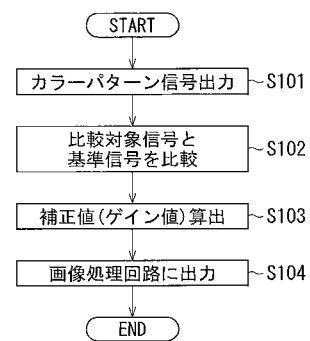 START
カラーパターン信号出力 S101
比較対象信号と
基準信号を比較 S102
補正値(ゲイン値)算出 S103
画像処理回路に出力 S104
END